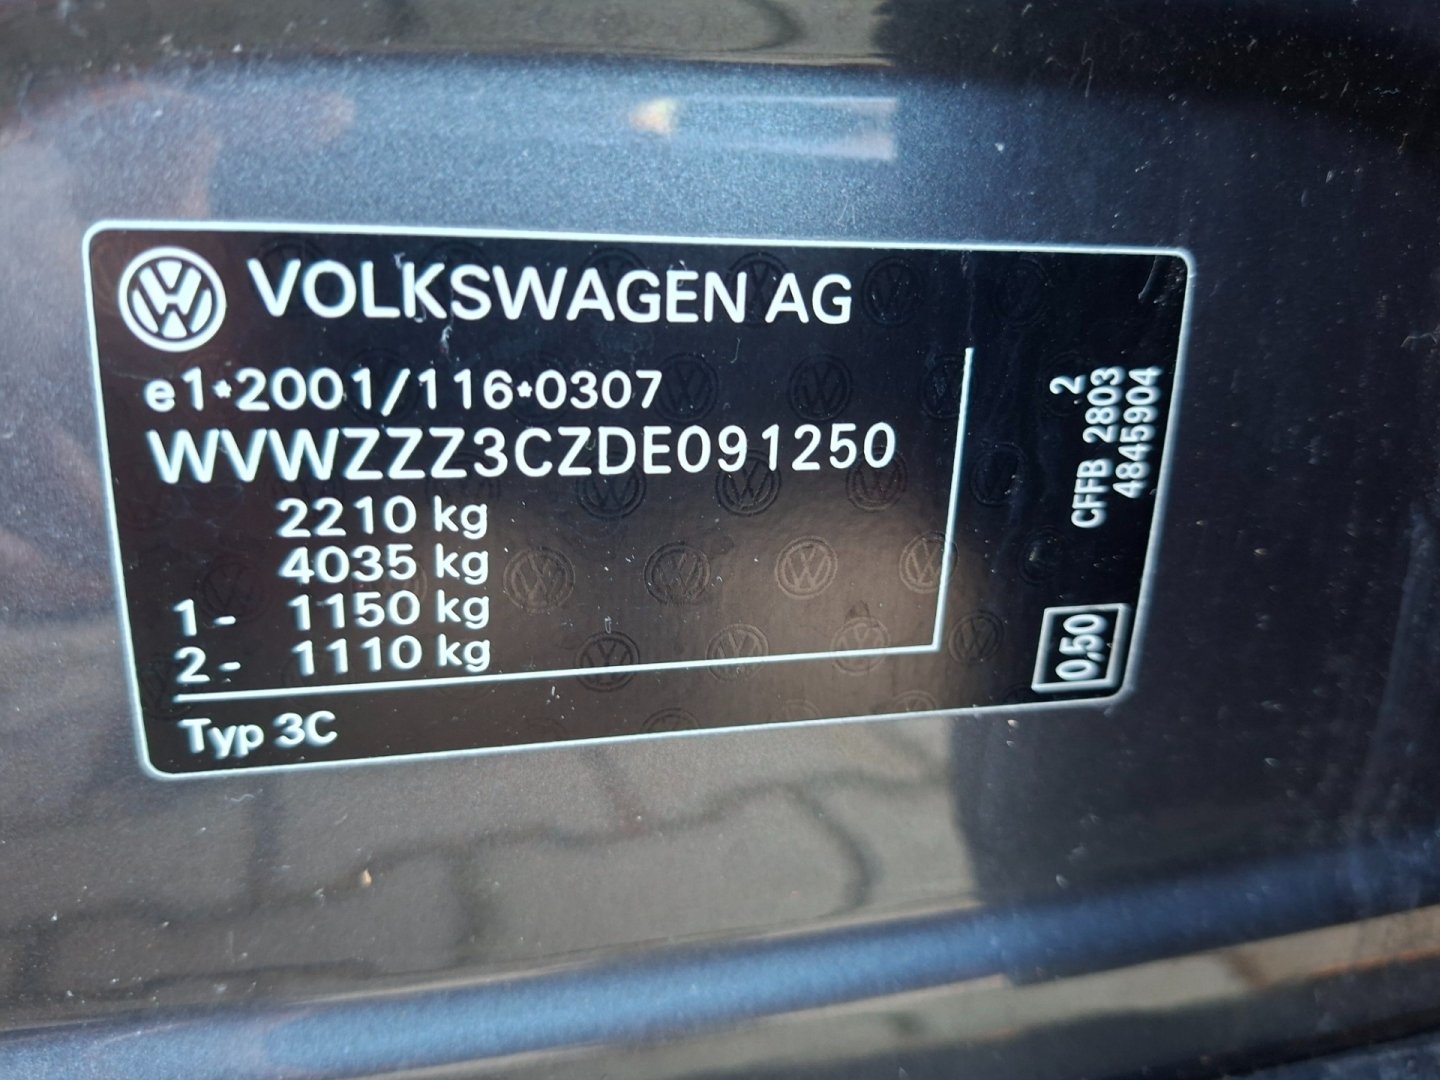 VOLKSWAGEN AG
e1*2001/116*0307
WVWZZZ3CZDE091250
2210 kg
4035 kg
1 - 1150 kg
2 - 1110 kg
Typ 3C
2
CFFB 2803
4845904
0,50